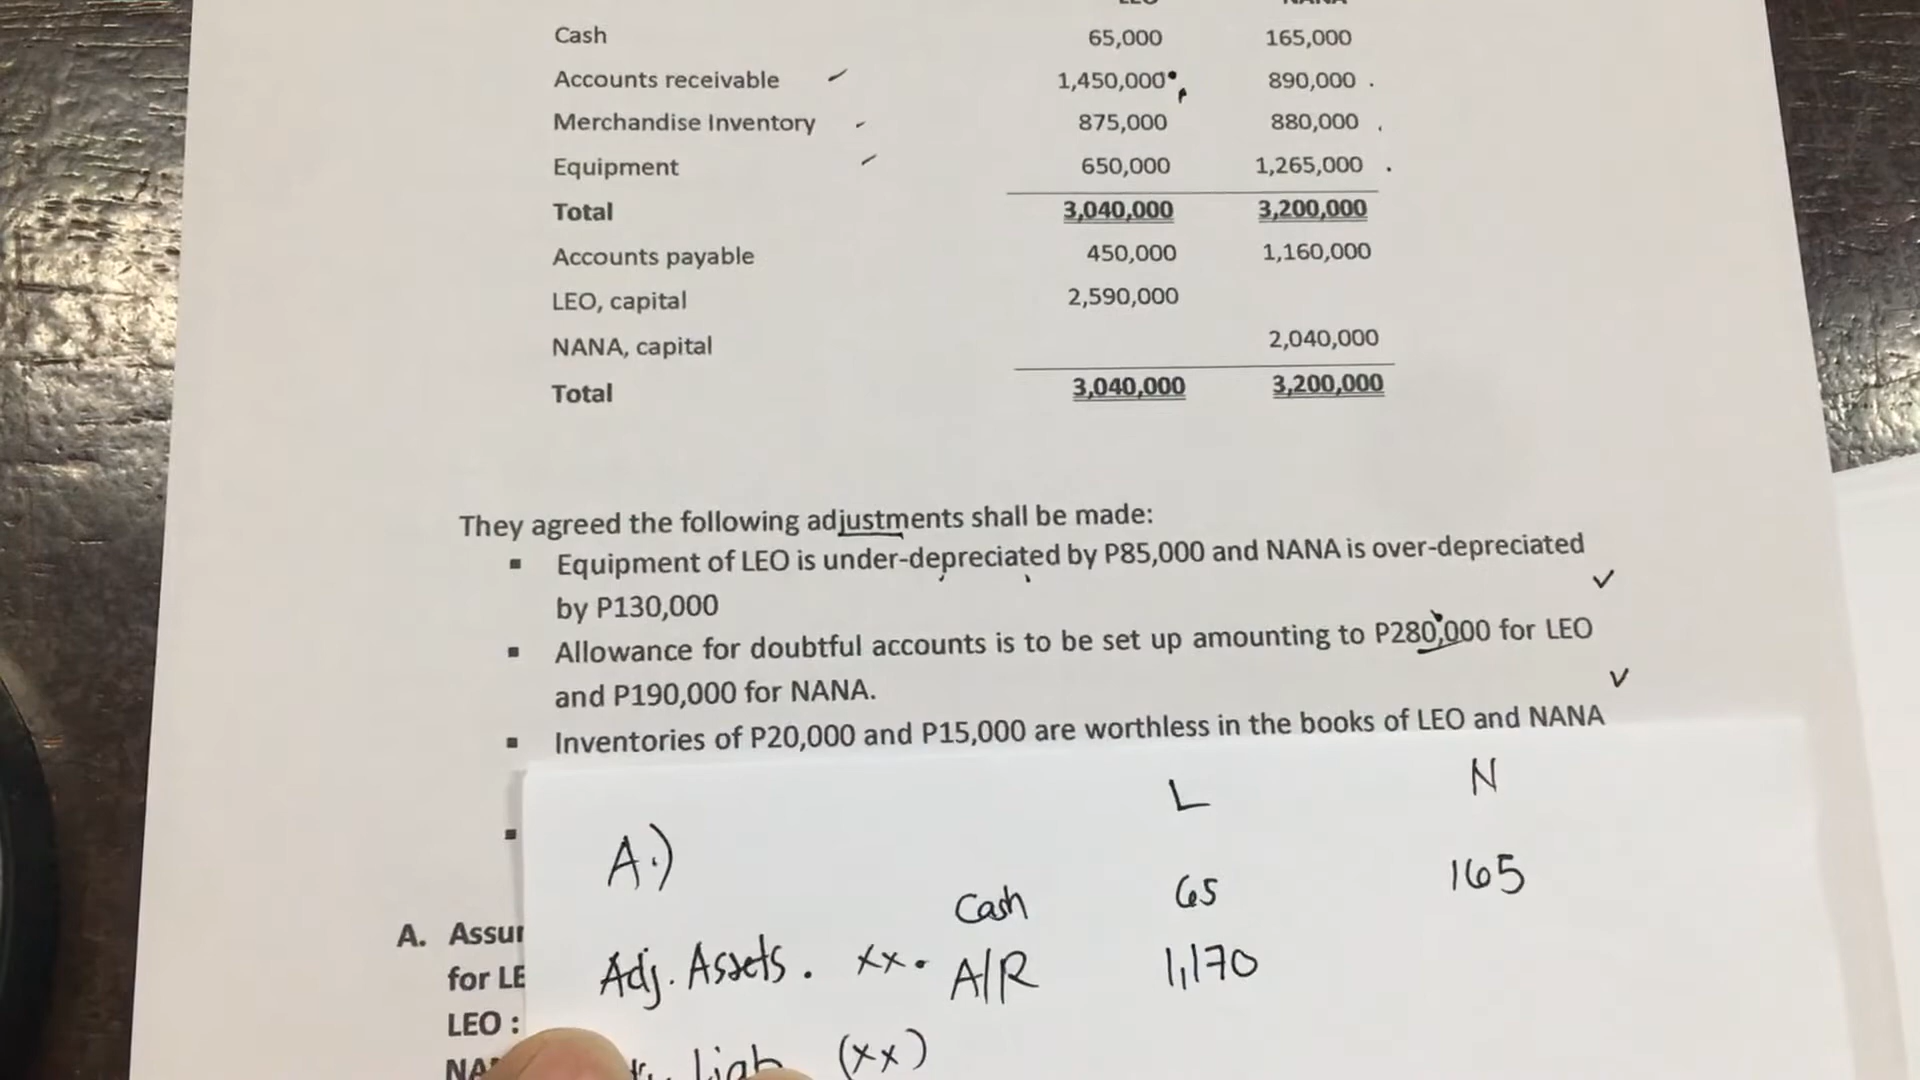 Cash 65,000 165,000
Accounts receivable 1,450,000 890,000
Merchandise Inventory 875,000 880,000
Equipment 650,000 1,265,000
Total 3,040,000 3,200,000
Accounts payable 450,000 1,160,000
LEO, capital 2,590,000
NANA, capital 2,040,000
Total 3,040,000 3,200,000
They agreed the following adjustments shall be made:
▪ Equipment of LEO is under-depreciated by P85,000 and NANA is over-depreciated
by P130,000
▪ Allowance for doubtful accounts is to be set up amounting to P280,000 for LEO
and P190,000 for NANA.
▪ Inventories of P20,000 and P15,000 are worthless in the books of LEO and NANA
L N
A.)
Cash 65 165
Adj. Assets. xx. A/R 1,170
(xx)
A.
for LE
LEO :